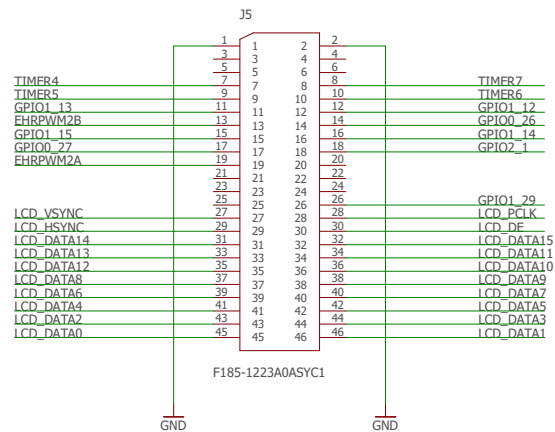 J5
1 1 2 2
3 3 4 4
5 5 6 6
TIMER4 7 7 8 8 TIMER7
TIMER5 9 9 10 10 TIMER6
GPIO1_13 11 11 12 12 GPIO1_12
EHRPWM2B 13 13 14 14 GPIO0_26
GPIO1_15 15 15 16 16 GPIO1_14
GPIO0_27 17 17 18 18 GPIO2_1
EHRPWM2A 19 19 20 20
21 21 22 22
23 23 24 24
25 25 26 26 GPIO1_29
LCD_VSYNC 27 27 28 28 LCD_PCLK
LCD_HSYNC 29 29 30 30 LCD_DE
LCD_DATA14 31 31 32 32 LCD_DATA15
LCD_DATA13 33 33 34 34 LCD_DATA11
LCD_DATA12 35 35 36 36 LCD_DATA10
LCD_DATA8 37 37 38 38 LCD_DATA9
LCD_DATA6 39 39 40 40 LCD_DATA7
LCD_DATA4 41 41 42 42 LCD_DATA5
LCD_DATA2 43 43 44 44 LCD_DATA3
LCD_DATA0 45 45 46 46 LCD_DATA1
F185-1223A0ASYC1
GND GND